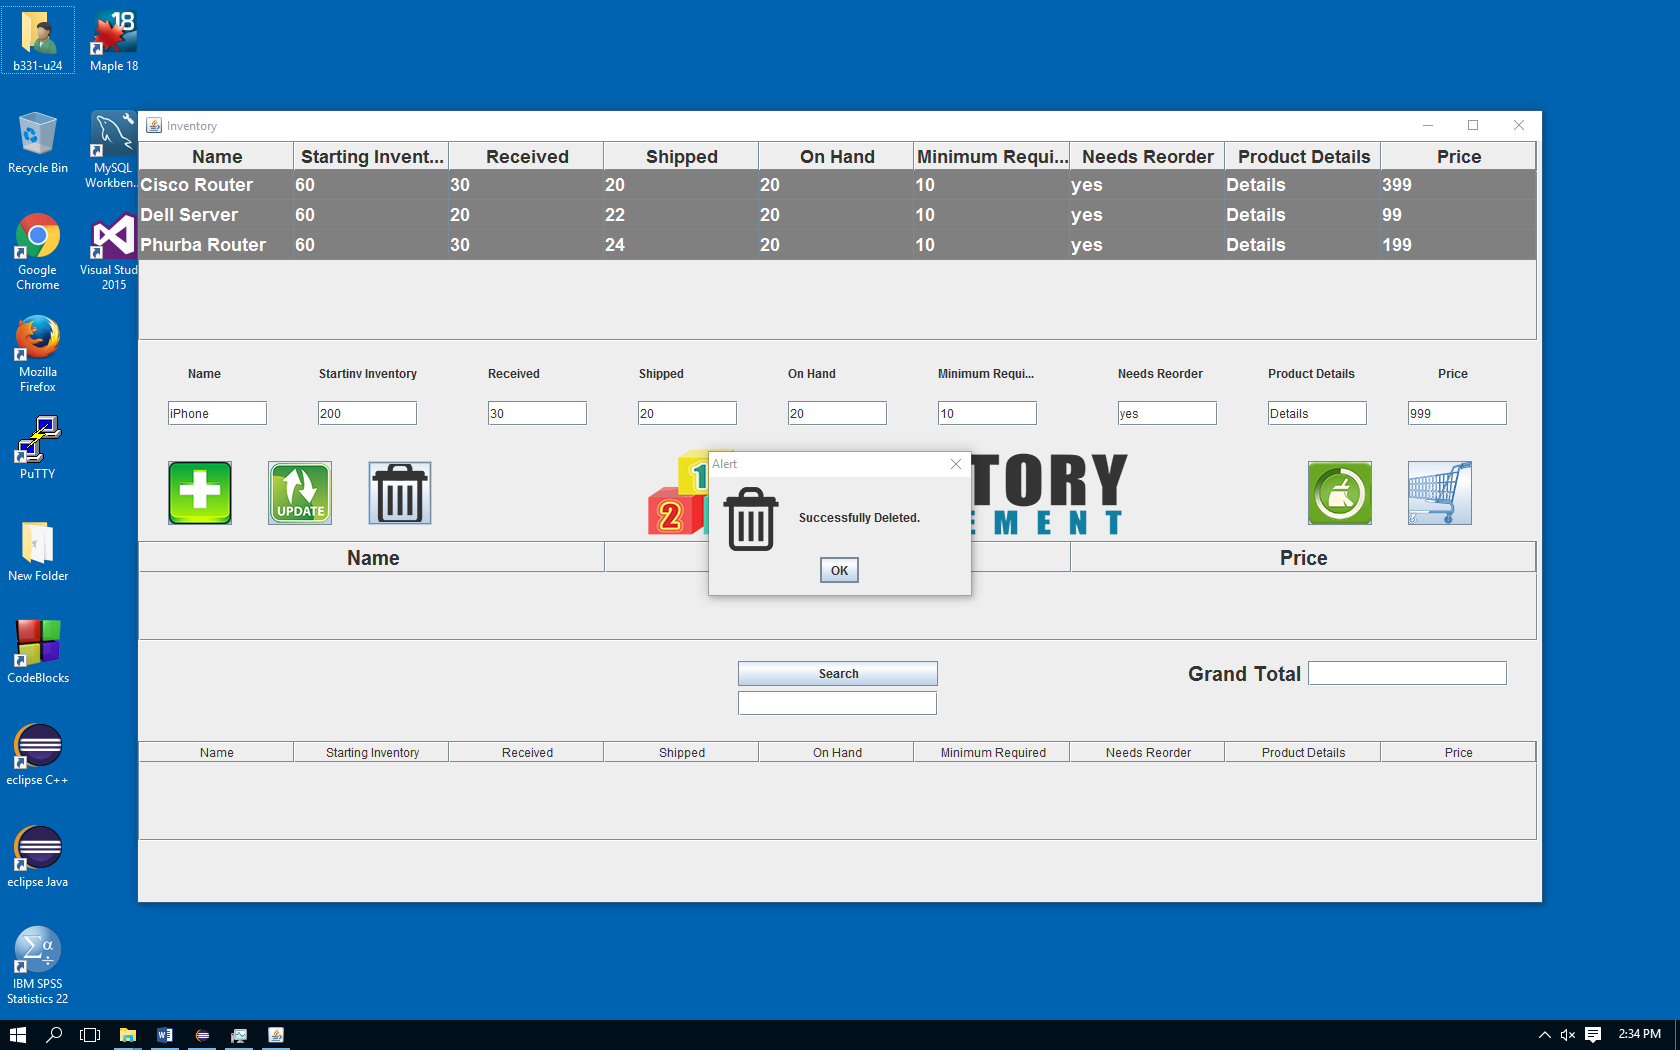 b331-u24
18
Maple 18
Recycle Bin
MySQL
Workben...
Google
Chrome
Visual Stud
2015
Mozilla
Firefox
PuTTY
New Folder
CodeBlocks
eclipse C++
eclipse Java
Σα
÷
IBM SPSS
Statistics 22
Inventory
Name Starting Invent... Received Shipped On Hand Minimum Requi... Needs Reorder Product Details Price
Cisco Router 60 30 20 20 10 yes Details 399
Dell Server 60 20 22 20 10 yes Details 99
Phurba Router 60 30 24 20 10 yes Details 199
Name Startinv Inventory Received Shipped On Hand Minimum Requi... Needs Reorder Product Details Price
iPhone 200 30 20 20 10 yes Details 999
UPDATE
1
2
TORY
EMENT
Alert
Successfully Deleted.
OK
Name Price
Search
Grand Total
Name Starting Inventory Received Shipped On Hand Minimum Required Needs Reorder Product Details Price
2:34 PM